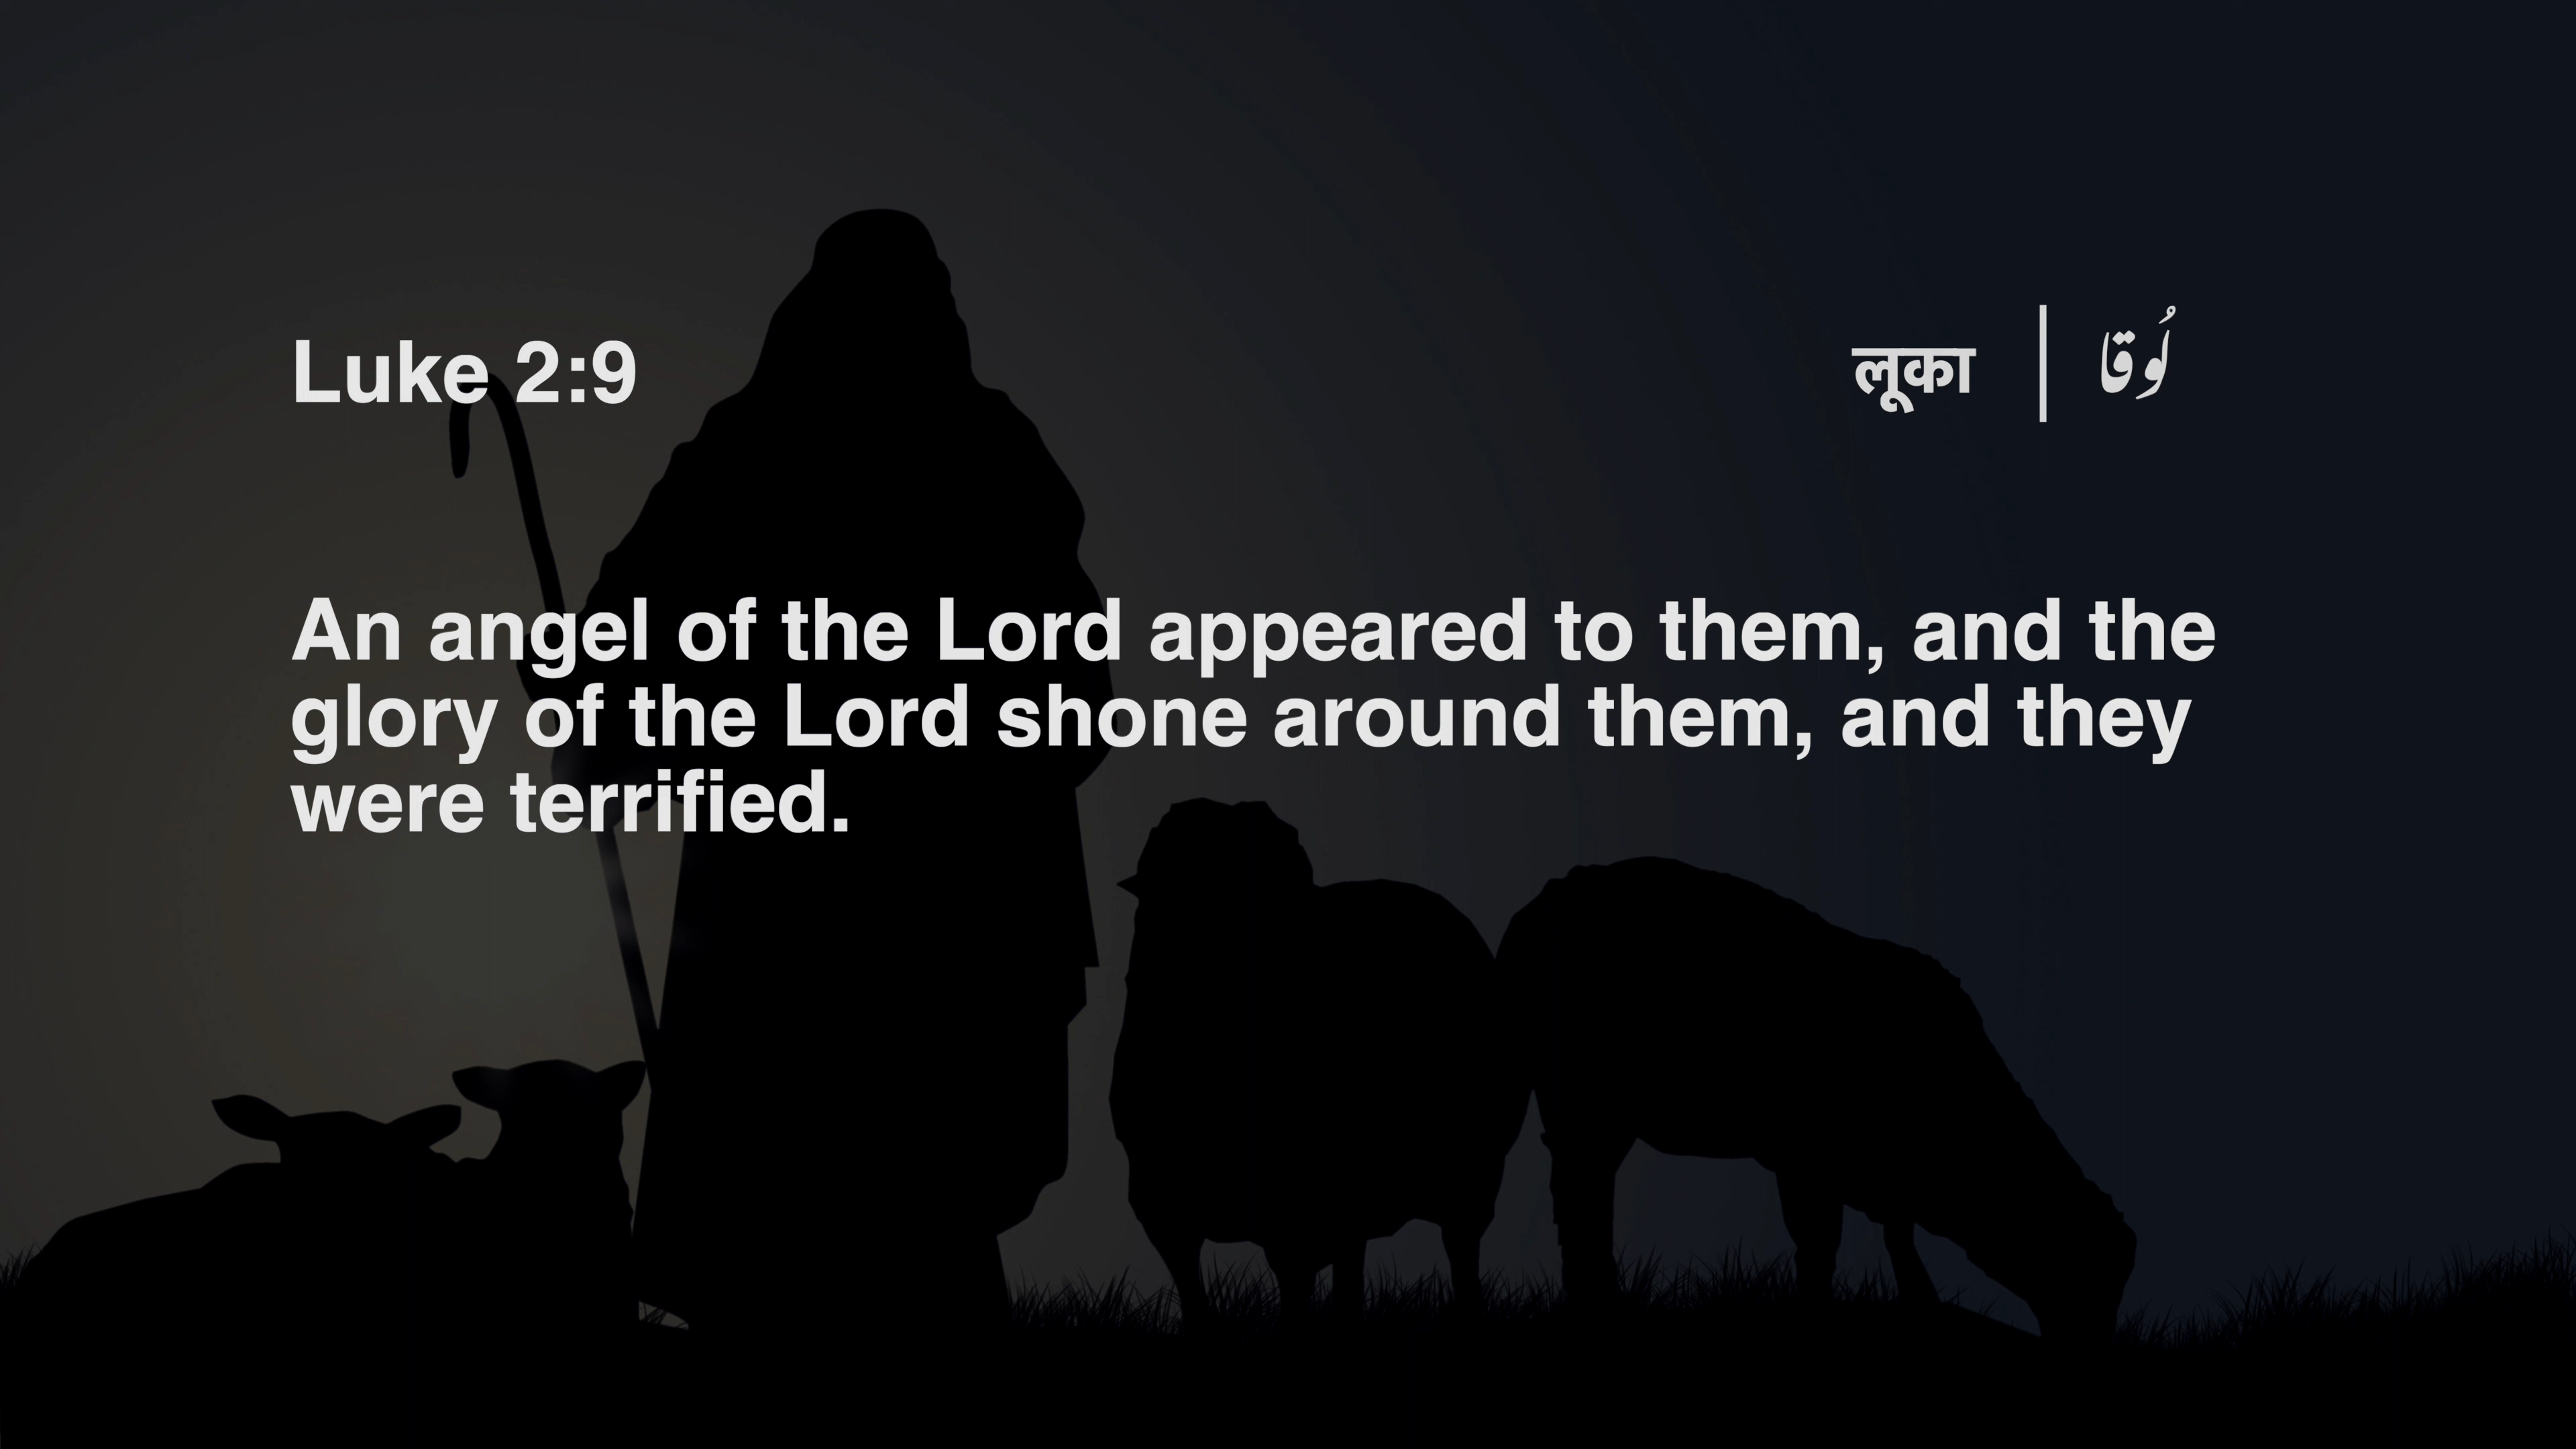 Luke 2:9
लूका | لُوقا
An angel of the Lord appeared to them, and the
glory of the Lord shone around them, and they
were terrified.